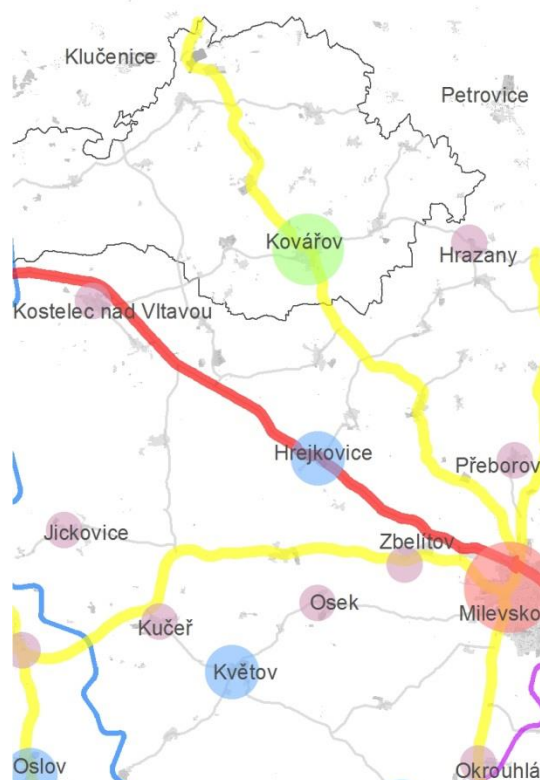 Klučenice
Petrovice
Kovářov
Hrazany
Kostelec nad Vltavou
Hrejkovice
Přeborov
Jickovice
Zbelítov
Osek
Milevsko
Kučeř
Květov
Oslov
Okrouhlá